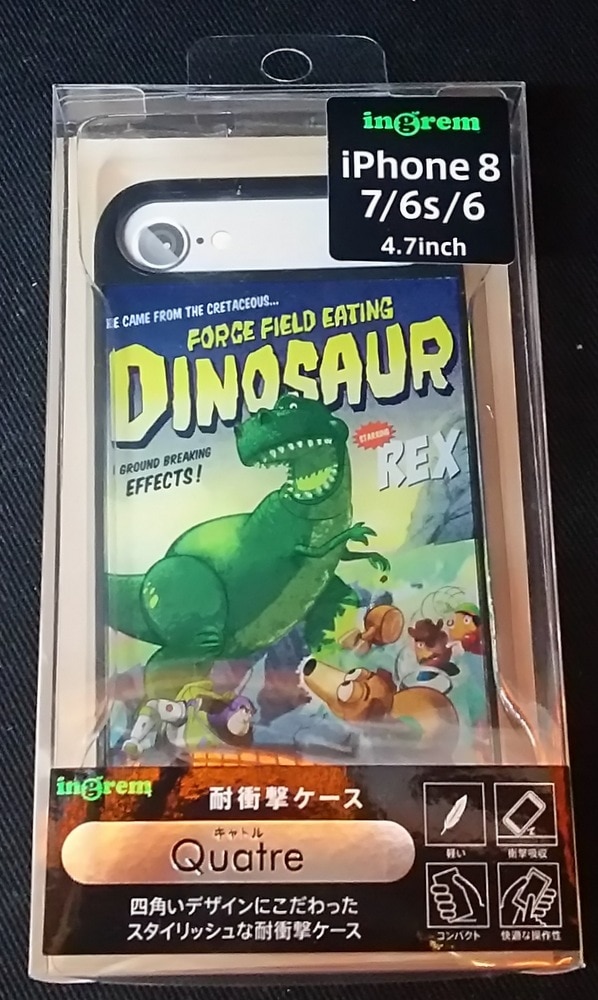 ingrem
iPhone 8
7/6s/6
4.7inch
CAME FROM THE CRETACEOUS...
FORCE FIELD EATING
DINOSAUR
STARRING
REX
GROUND BREAKING
EFFECTS!
ingrem
耐衝撃ケース
キャトル
Quatre
四角いデザインにこだわった
スタイリッシュな耐衝撃ケース
軽い
衝撃吸収
コンパクト
快適な操作性